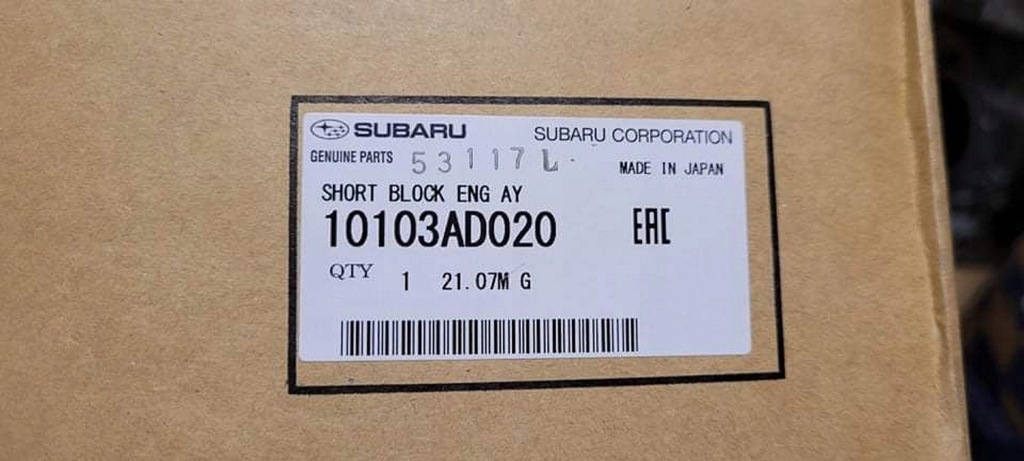 SUBARU SUBARU CORPORATION
GENUINE PARTS 53117L MADE IN JAPAN
SHORT BLOCK ENG AY
10103AD020 EAC
QTY 1 21.07M G